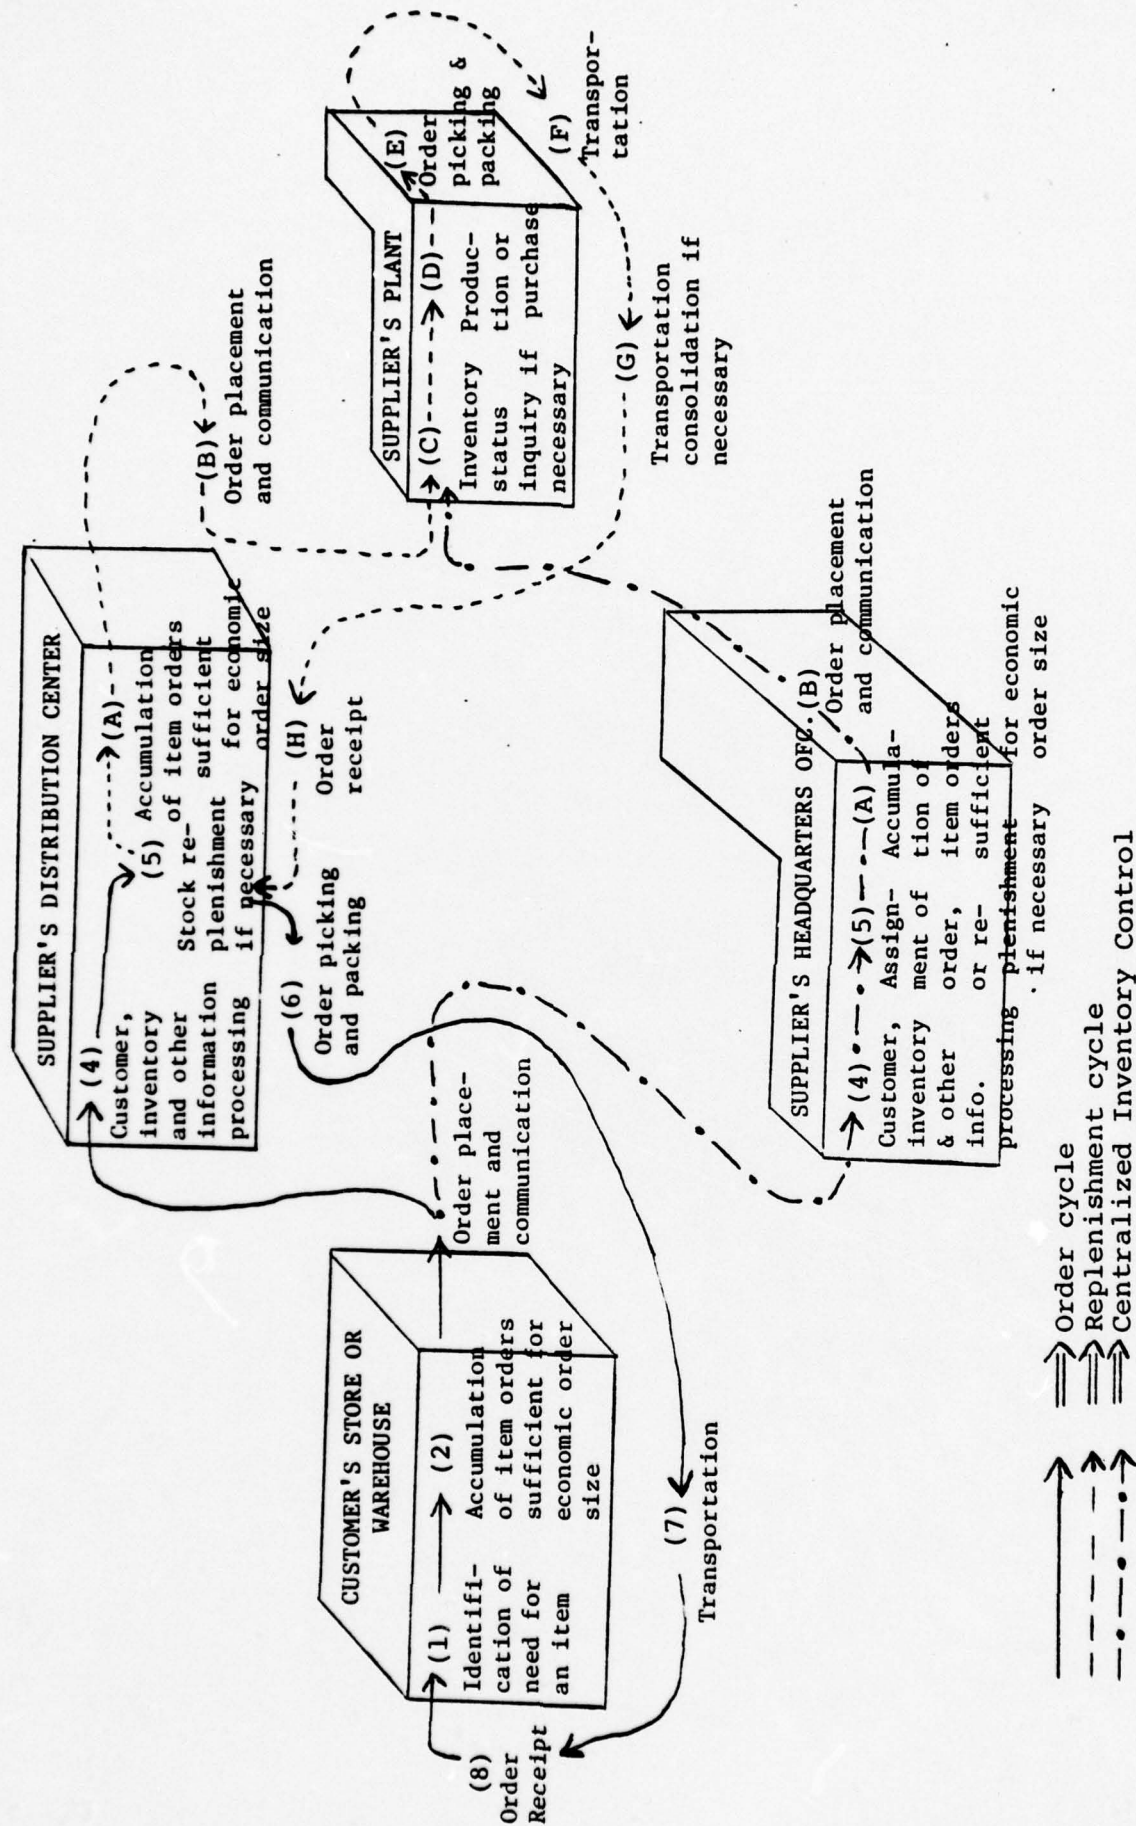 SUPPLIER'S DISTRIBUTION CENTER
(4)
(5)
(A)
Customer,
inventory
and other
information
processing
Stock re-
plenishment
if necessary
Accumulation
of item orders
sufficient
for economic
order size
(B)
Order placement
and communication
SUPPLIER'S PLANT
(C)
(D)
(E)
Inventory
status
inquiry if
necessary
Produc-
tion or
purchase
necessary
Order
picking &
packing
(F)
Transpor-
tation
(G)
Transportation
consolidation if
necessary
(H)
Order
receipt
(6)
Order picking
and packing
CUSTOMER'S STORE OR
WAREHOUSE
(1)
(2)
Identifi-
cation of
need for
an item
Accumulation
of item orders
sufficient for
economic order
size
Order place-
ment and
communication
(7)
Transportation
(8)
Order
Receipt
SUPPLIER'S HEADQUARTERS OFC.
(4)
(5)
(A)
(B)
Order placement
and communication
Customer,
inventory
& other
info.
processing
Assign-
ment of
order,
or re-
plenishment
if necessary
Accumula-
tion of
item orders
sufficient
for economic
order size
Order cycle
Replenishment cycle
Centralized Inventory Control